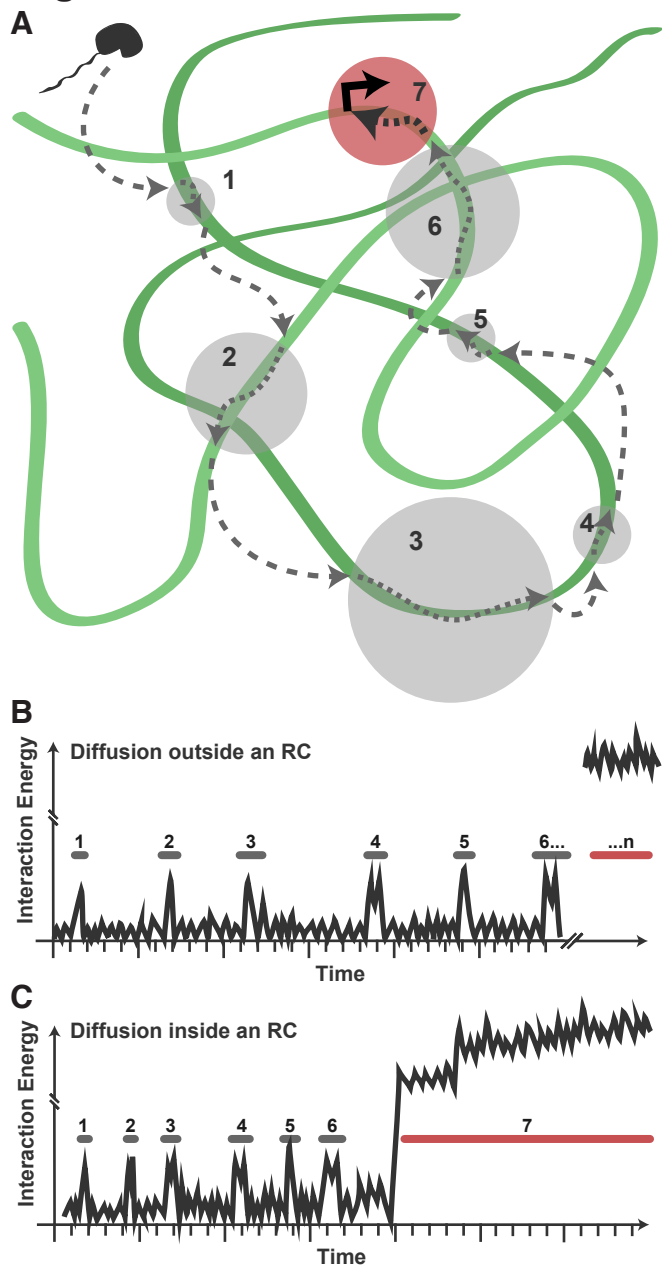 A
1
7
6
5
2
4
3
B
Interaction Energy
Diffusion outside an RC
1 2 3 4 5 6... ...n
Time
C
Interaction Energy
Diffusion inside an RC
1 2 3 4 5 6 7
Time